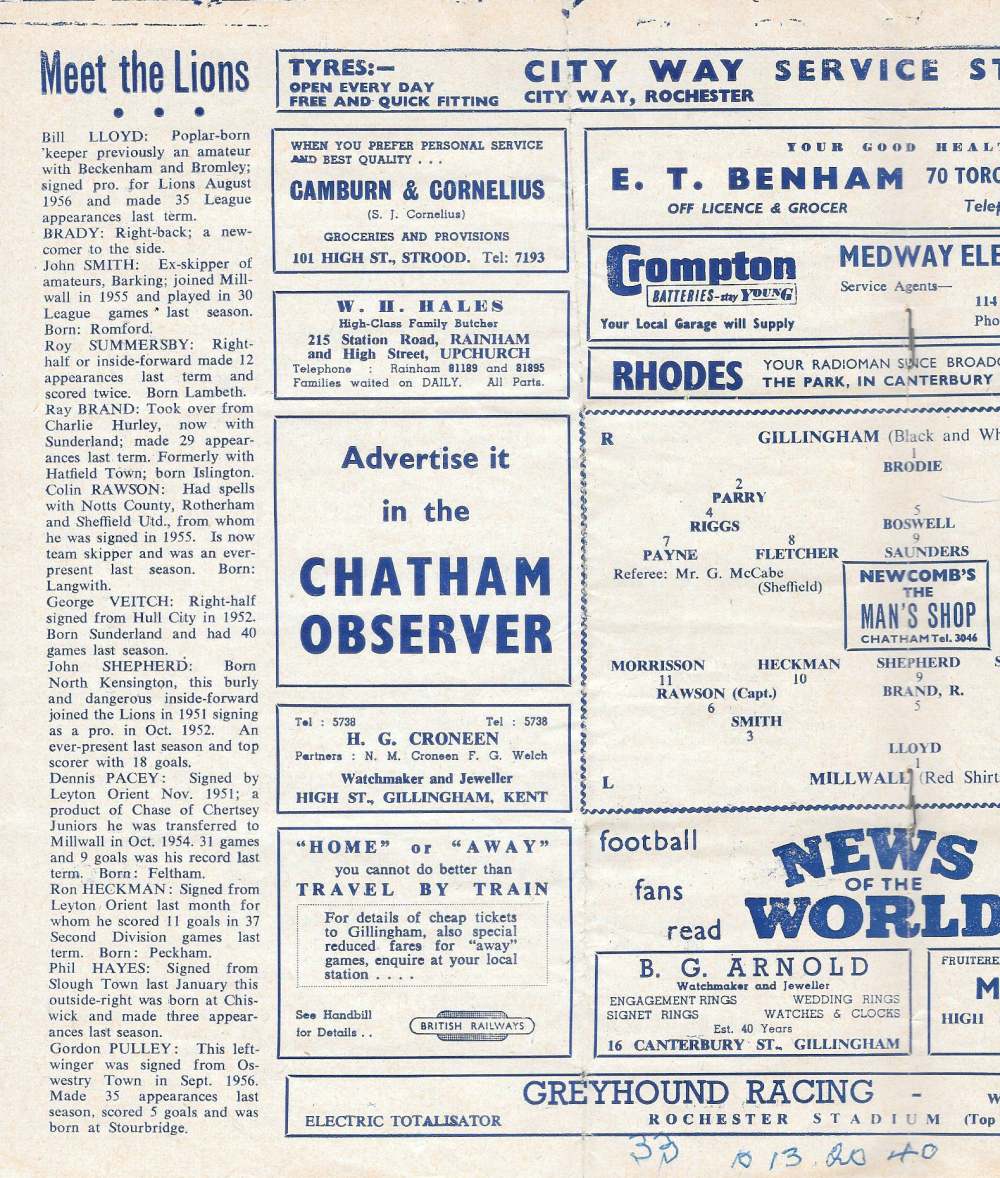 Meet the Lions
Bill LLOYD: Poplar-born
'keeper previously an amateur
with Beckenham and Bromley;
signed pro. for Lions August
1956 and made 35 League
appearances last term.
BRADY: Right-back; a new-
comer to the side.
John SMITH: Ex-skipper of
amateurs, Barking; joined Mill-
wall in 1955 and played in 30
League games last season.
Born: Romford.
Roy SUMMERSBY: Right-
half or inside-forward made 12
appearances last term and
scored twice. Born Lambeth.
Ray BRAND: Took over from
Charlie Hurley, now with
Sunderland; made 29 appear-
ances last term. Formerly with
Hatfield Town; born Islington.
Colin RAWSON: Had spells
with Notts County, Rotherham
and Sheffield Utd., from whom
he was signed in 1955. Is now
team skipper and was an ever-
present last season. Born:
Langwith.
George VEITCH: Right-half
signed from Hull City in 1952.
Born Sunderland and had 40
games last season.
John SHEPHERD: Born
North Kensington, this burly
and dangerous inside-forward
joined the Lions in 1951 signing
as a pro. in Oct. 1952. An
ever-present last season and top
scorer with 18 goals.
Dennis PACEY: Signed by
Leyton Orient Nov. 1951; a
product of Chase of Chertsey
Juniors he was transferred to
Millwall in Oct. 1954. 31 games
and 9 goals was his record last
term. Born: Feltham.
Ron HECKMAN: Signed from
Leyton Orient last month for
whom he scored 11 goals in 37
Second Division games last
term. Born: Peckham.
Phil HAYES: Signed from
Slough Town last January this
outside-right was born at Chis-
wick and made three appear-
ances last season.
Gordon PULLEY: This left-
winger was signed from Os-
westry Town in Sept. 1956.
Made 35 appearances last
season, scored 5 goals and was
born at Stourbridge.
TYRES:—
OPEN EVERY DAY
FREE AND QUICK FITTING
CITY WAY SERVICE ST
CITY WAY, ROCHESTER
WHEN YOU PREFER PERSONAL SERVICE
AND BEST QUALITY . . .
CAMBURN & CORNELIUS
(S. J. Cornelius)
GROCERIES AND PROVISIONS
101 HIGH ST., STROOD. Tel: 7193
W. H. HALES
High-Class Family Butcher
215 Station Road, RAINHAM
and High Street, UPCHURCH
Telephone : Rainham 81189 and 81895
Families waited on DAILY. All Parts.
Advertise it
in the
CHATHAM
OBSERVER
Tel : 5738 Tel : 5738
H. G. CRONEEN
Partners : N. M. Croneen F. G. Welch
Watchmaker and Jeweller
HIGH ST., GILLINGHAM, KENT
"HOME" or "AWAY"
you cannot do better than
TRAVEL BY TRAIN
For details of cheap tickets
to Gillingham, also special
reduced fares for "away"
games, enquire at your local
station . . . .
See Handbill
for Details . .
BRITISH RAILWAYS
YOUR GOOD HEAL
E. T. BENHAM 70 TORO
OFF LICENCE & GROCER Tele
Crompton
BATTERIES-stay YOUNG
Your Local Garage will Supply
MEDWAY ELE
Service Agents—
114
Pho
RHODES
YOUR RADIOMAN SINCE BROADC
THE PARK, IN CANTERBURY
R GILLINGHAM (Black and Wh
1
BRODIE
2
PARRY
4 5
RIGGS BOSWELL
7 8 9
PAYNE FLETCHER SAUNDERS
Referee: Mr. G. McCabe
(Sheffield)
NEWCOMB'S
THE
MAN'S SHOP
CHATHAM Tel. 3046
MORRISSON HECKMAN SHEPHERD S
11 10 9
RAWSON (Capt.) BRAND, R.
6 5
SMITH
3
LLOYD
1
L MILLWALL (Red Shirt
football
fans
read
NEWS
OF THE
WORLD
B. G. ARNOLD
Watchmaker and Jeweller
ENGAGEMENT RINGS WEDDING RINGS
SIGNET RINGS WATCHES & CLOCKS
Est. 40 Years
16 CANTERBURY ST., GILLINGHAM
FRUITERE
M
HIGH
GREYHOUND RACING - W
ELECTRIC TOTALISATOR ROCHESTER STADIUM (Top
33 13 20 40